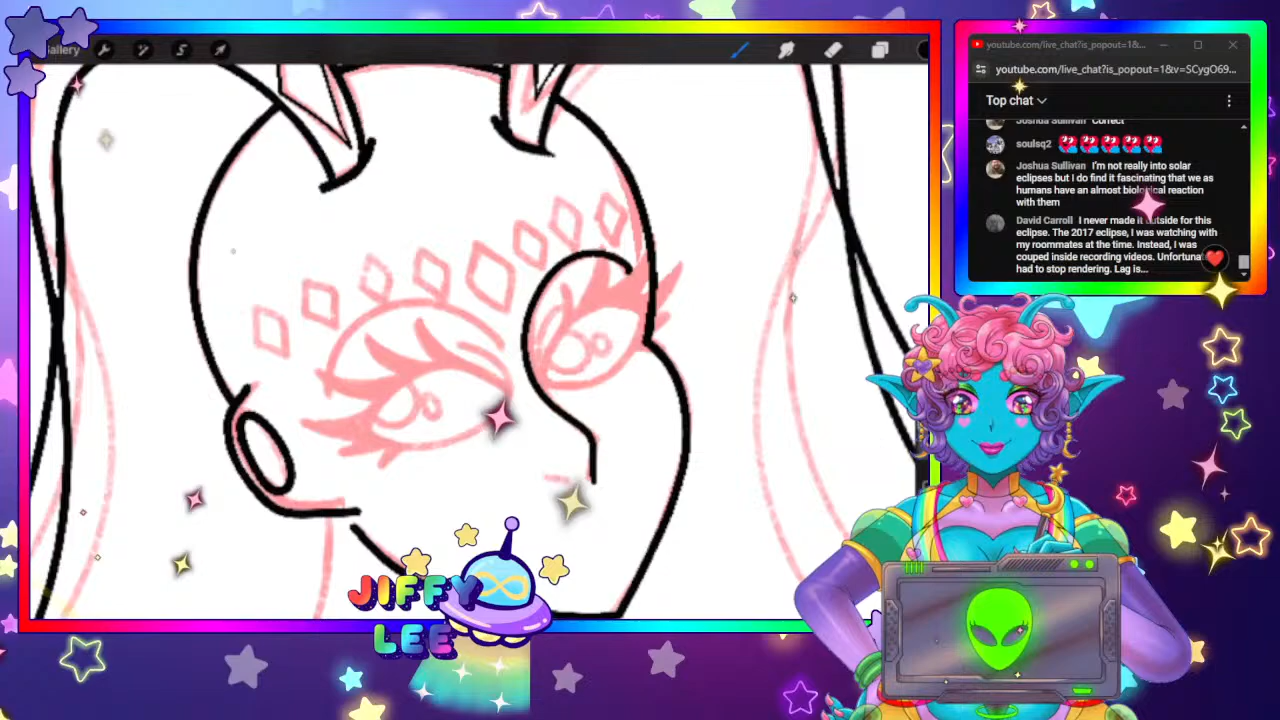 allery
youtube.com/live_chat?is_popout=1&...
youtube.com/live_chat?is_popout=1&v=SCygO69...
Top chat
Joshua Sullivan Correct
soulsq2
Joshua Sullivan I'm not really into solar
eclipses but I do find it fascinating that we as
humans have an almost biological reaction
with them
David Carroll I never made it outside for this
eclipse. The 2017 eclipse, I was watching with
my roommates at the time. Instead, I was
couped inside recording videos. Unfortuna
had to stop rendering. Lag is...
JIFFY
LEE